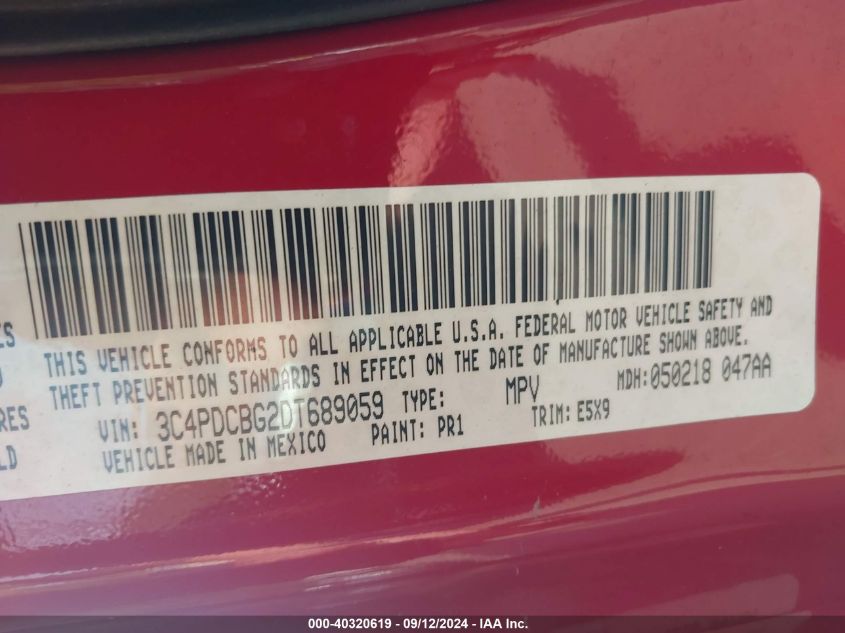 THIS VEHICLE CONFORMS TO ALL APPLICABLE U.S.A. FEDERAL MOTOR VEHICLE SAFETY AND
THEFT PREVENTION STANDARDS IN EFFECT ON THE DATE OF MANUFACTURE SHOWN ABOVE.
RES
VIN: 3C4PDCBG2DT689059 TYPE: MPV MDH:050218 047AA
LD
VEHICLE MADE IN MEXICO PAINT: PR1 TRIM: E5X9
000-40320619 - 09/12/2024 - IAA Inc.